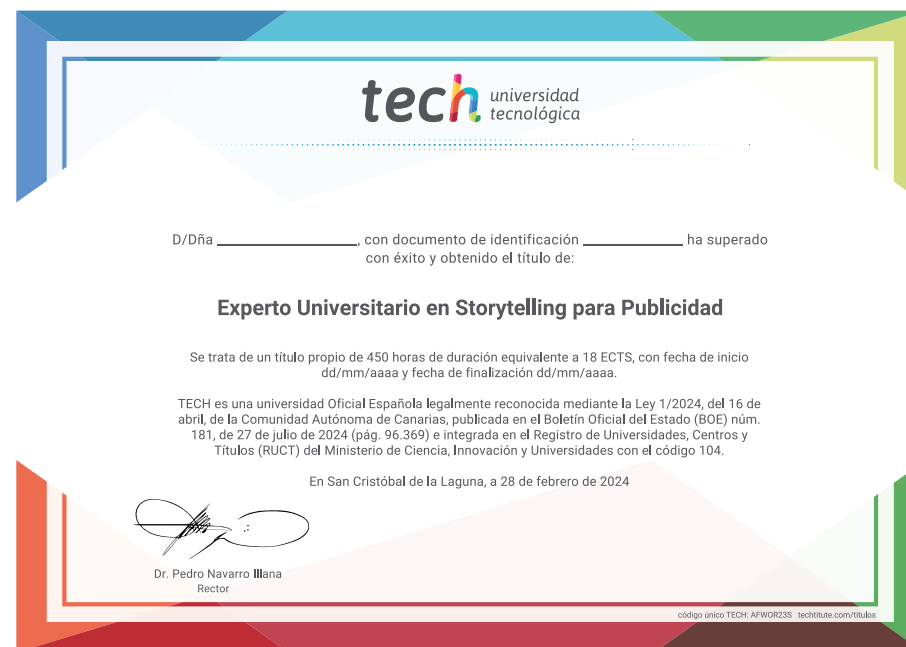 tech universidad
tecnológica
D/Dña ______________, con documento de identificación __________ ha superado
con éxito y obtenido el título de:
Experto Universitario en Storytelling para Publicidad
Se trata de un título propio de 450 horas de duración equivalente a 18 ECTS, con fecha de inicio
dd/mm/aaaa y fecha de finalización dd/mm/aaaa.
TECH es una universidad Oficial Española legalmente reconocida mediante la Ley 1/2024, del 16 de
abril, de la Comunidad Autónoma de Canarias, publicada en el Boletín Oficial del Estado (BOE) núm.
181, de 27 de julio de 2024 (pág. 96.369) e integrada en el Registro de Universidades, Centros y
Títulos (RUCT) del Ministerio de Ciencia, Innovación y Universidades con el código 104.
En San Cristóbal de la Laguna, a 28 de febrero de 2024
Dr. Pedro Navarro Illana
Rector
código único TECH: AFWOR23S techtitute.com/titulos